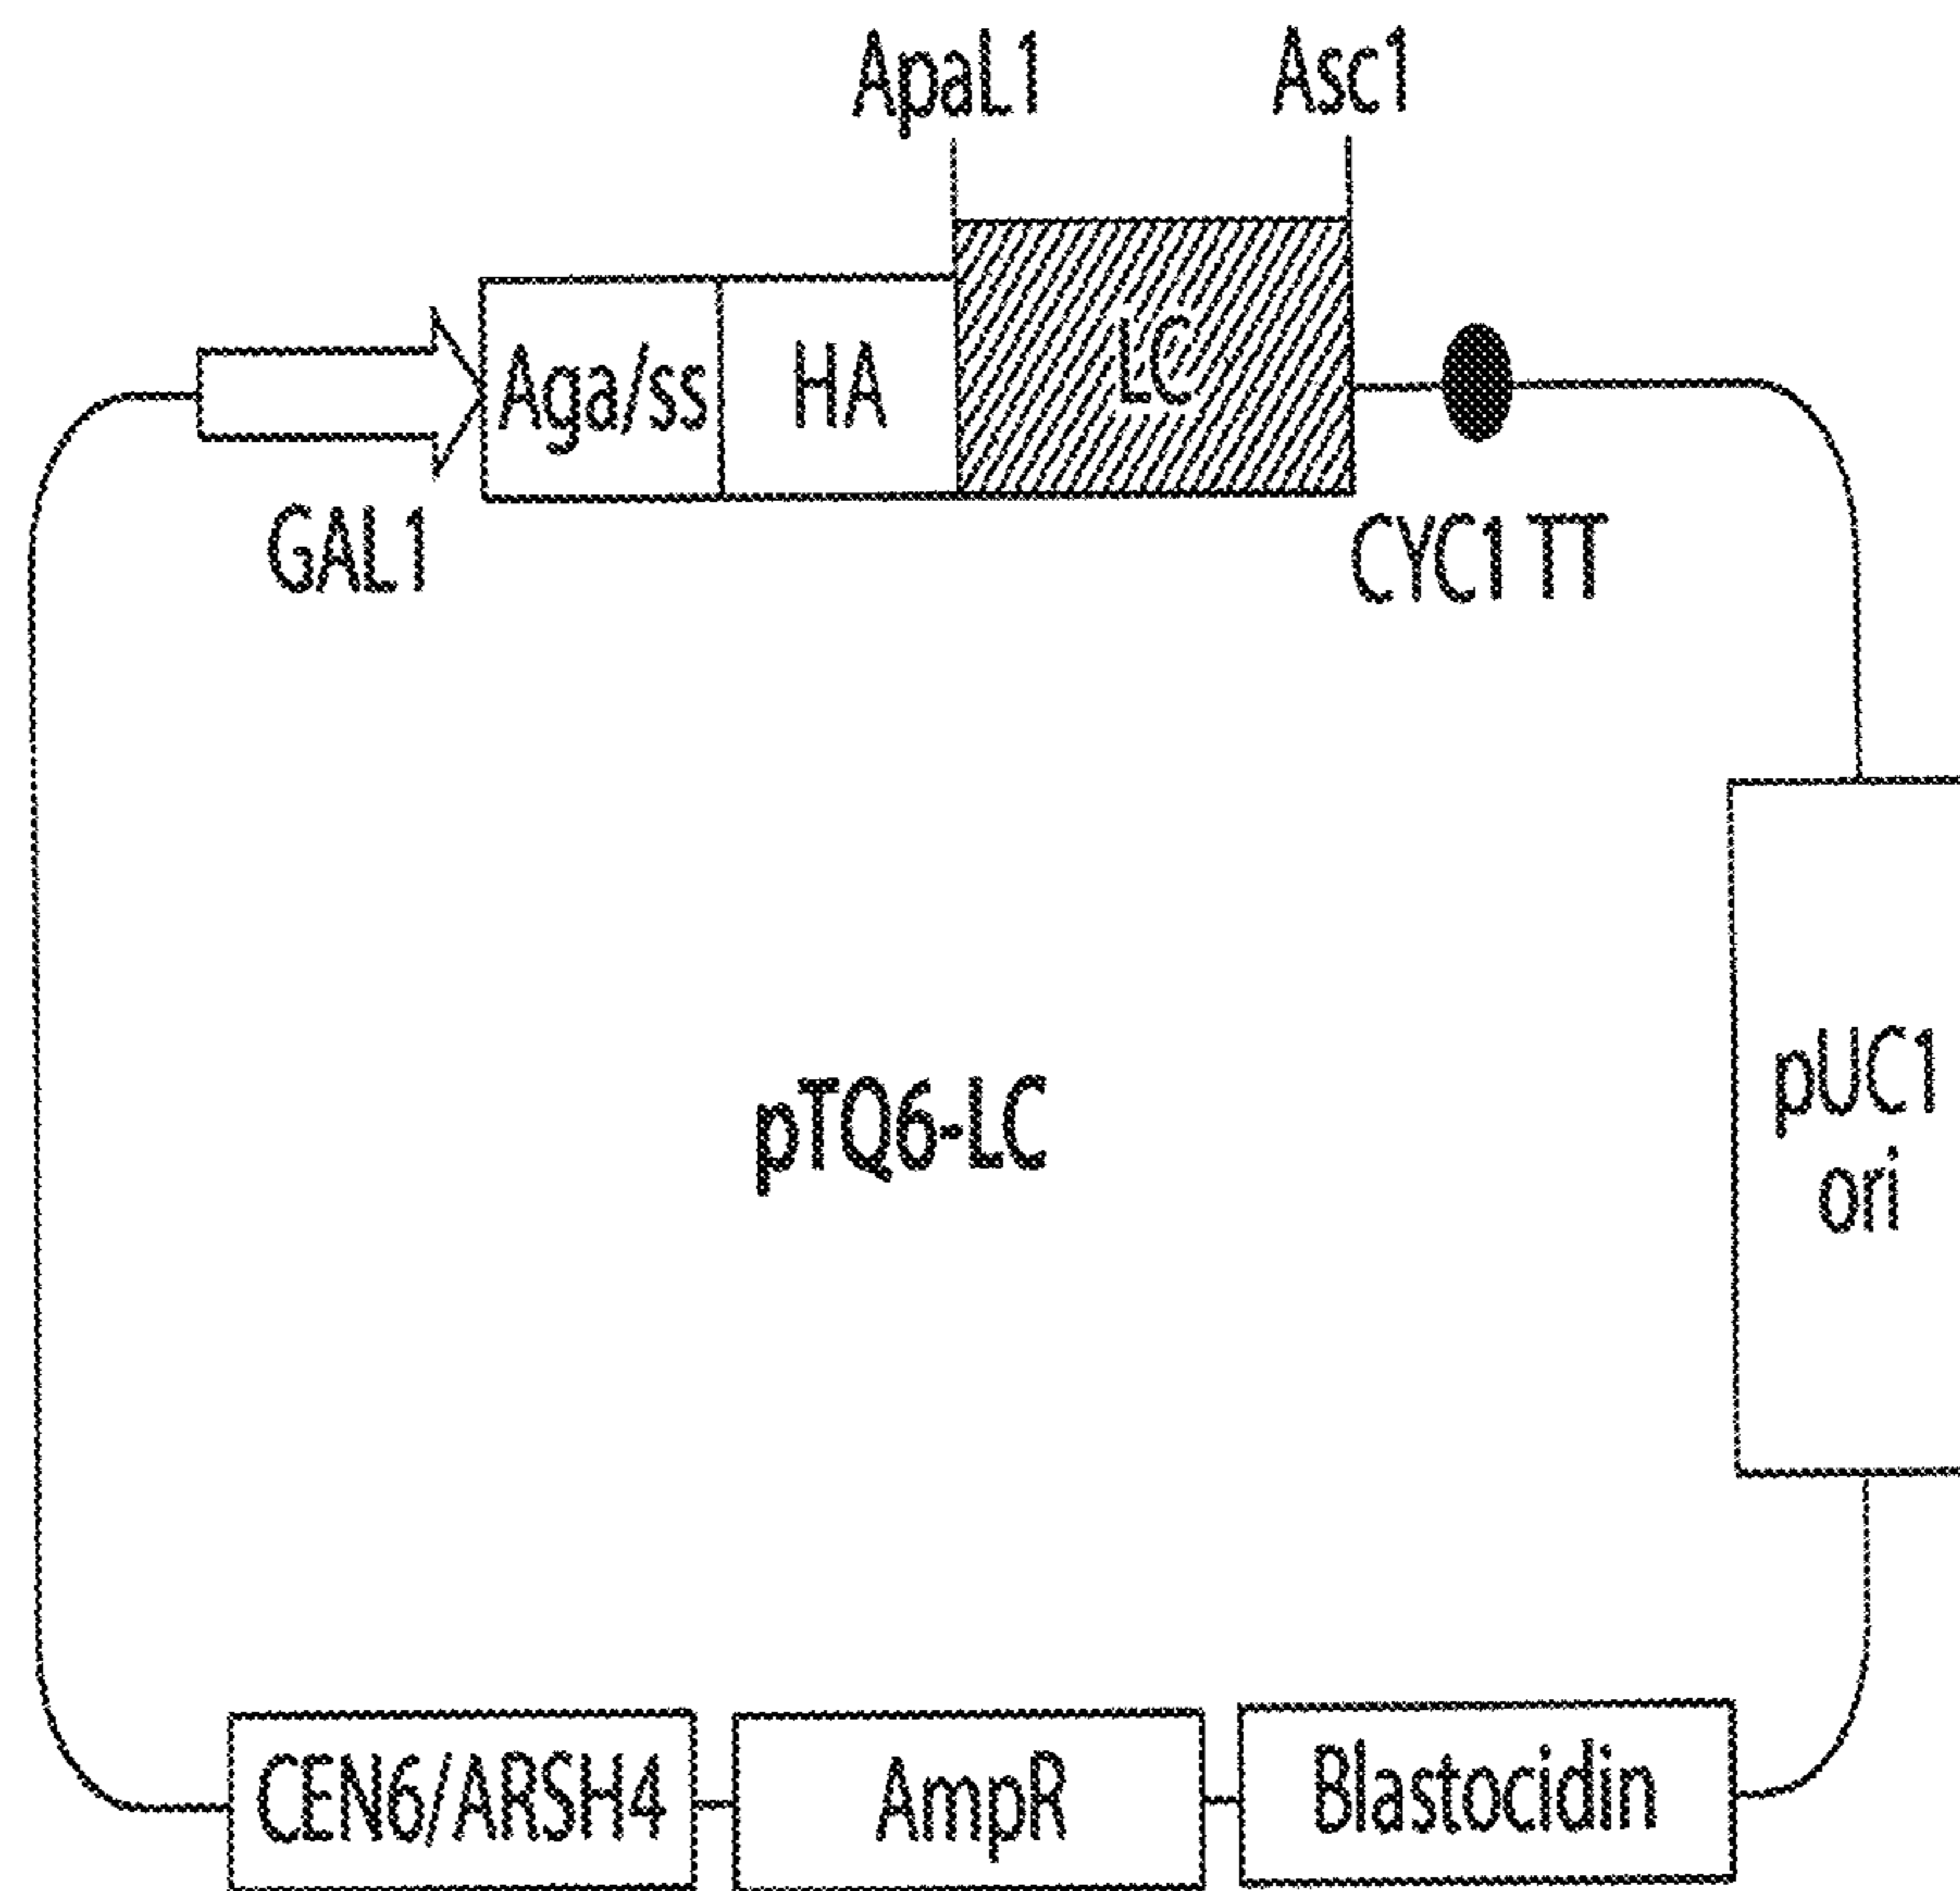 ApaL1 Asc1
Aga/ss HA LC
GAL1 CYC1 TT
pTQ6-LC
pUC1
ori
CEN6/ARSH4 AmpR Blastocidin